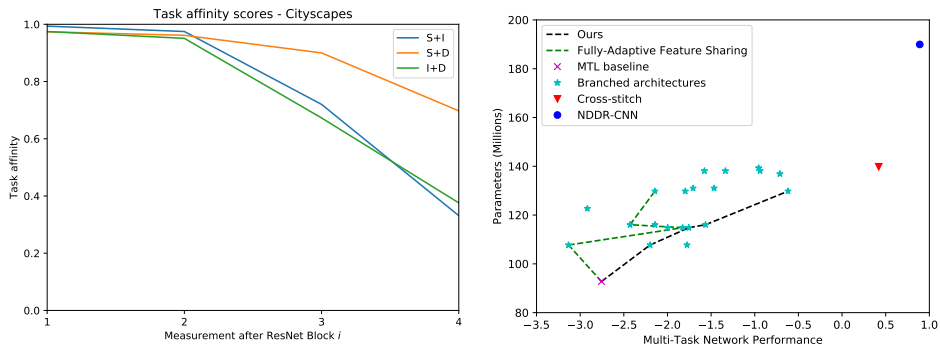 Task affinity scores - Cityscapes
1.0
0.8
0.6
0.4
0.2
0.0
Task affinity
S+I
S+D
I+D
1 2 3 4
Measurement after ResNet Block i
200
180
160
140
120
100
80
Parameters (Millions)
Ours
Fully-Adaptive Feature Sharing
MTL baseline
Branched architectures
Cross-stitch
NDDR-CNN
−3.5 −3.0 −2.5 −2.0 −1.5 −1.0 −0.5 0.0 0.5 1.0
Multi-Task Network Performance